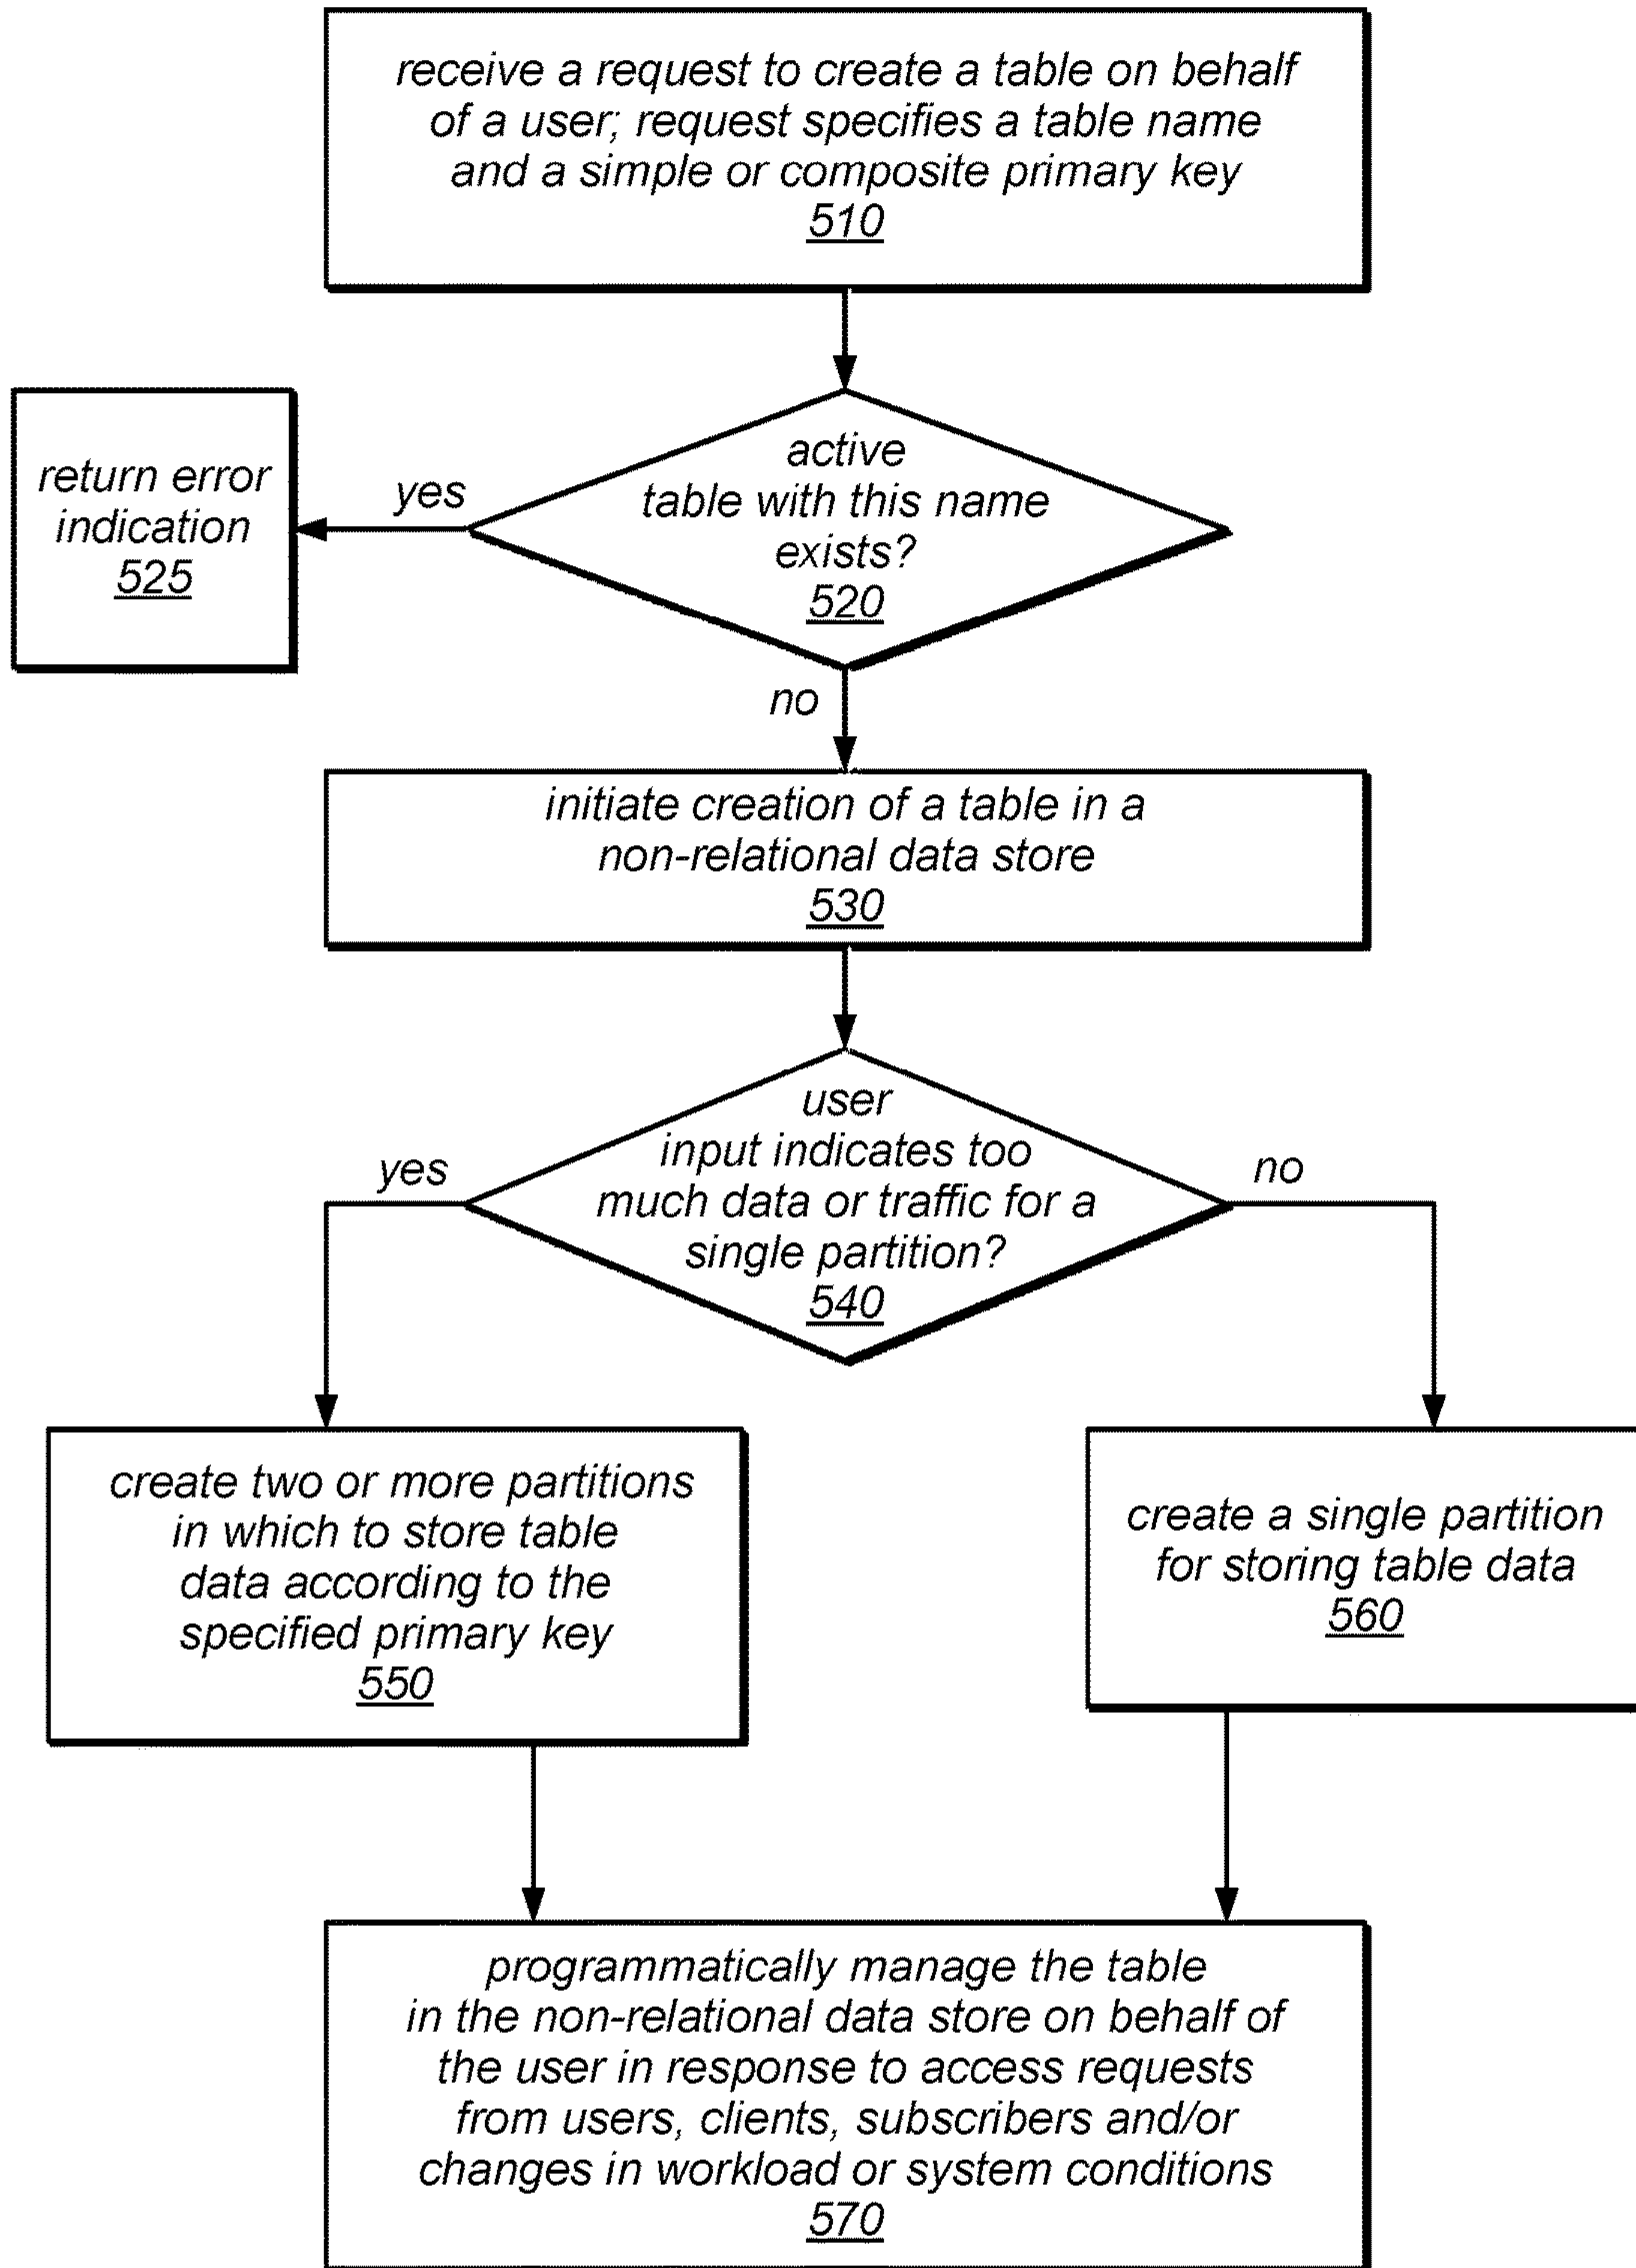 receive a request to create a table on behalf
of a user; request specifies a table name
and a simple or composite primary key
510
active
table with this name
exists?
520
yes
return error
indication
525
no
initiate creation of a table in a
non-relational data store
530
user
input indicates too
much data or traffic for a
single partition?
540
yes
no
create two or more partitions
in which to store table
data according to the
specified primary key
550
create a single partition
for storing table data
560
programmatically manage the table
in the non-relational data store on behalf of
the user in response to access requests
from users, clients, subscribers and/or
changes in workload or system conditions
570